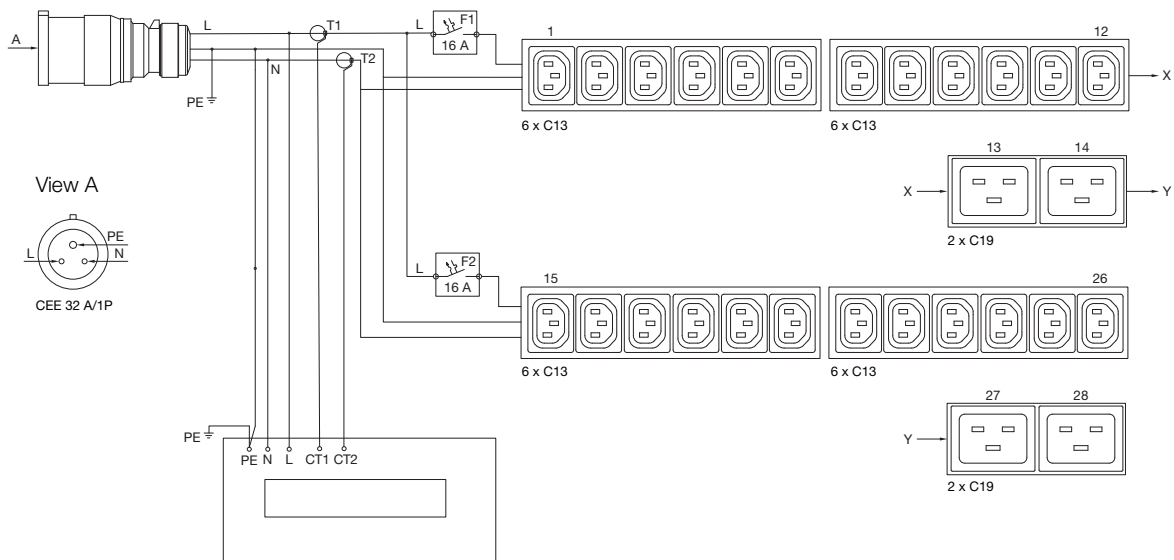 A
L
T1
L
F1
16 A
1
12
T2
N
PE
X
6 x C13
6 x C13
View A
13
14
X
Y
PE
L
N
2 x C19
CEE 32 A/1P
L
F2
16 A
15
26
6 x C13
6 x C13
27
28
PE
Y
PE N L CT1 CT2
2 x C19